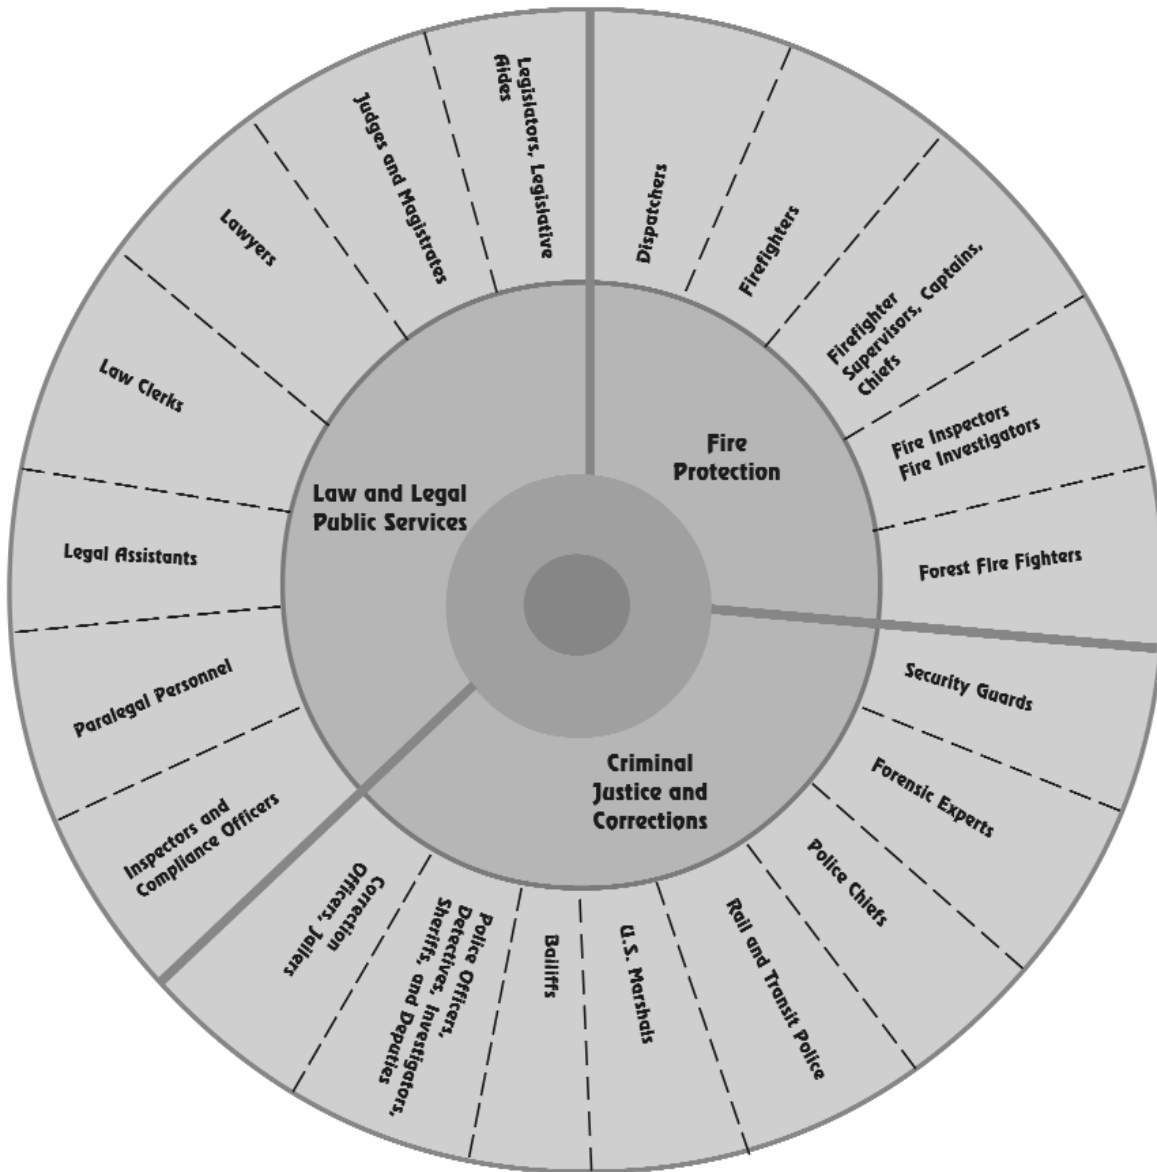 Legislators, Legislative
Aides
Judges and Magistrates
Lawyers
Law Clerks
Legal Assistants
Paralegal Personnel
Inspectors and
Compliance Officers
Law and Legal
Public Services
Dispatchers
Firefighters
Firefighter
Supervisors, Captains,
Chiefs
Fire Inspectors
Fire Investigators
Forest Fire Fighters
Fire
Protection
Security Guards
Forensic Experts
Police Chiefs
Rail and Transit Police
U.S. Marshals
Bailiffs
Police Officers,
Detectives, Investigators,
Sheriffs, and Deputies
Correction
Officers, Jailers
Criminal
Justice and
Corrections